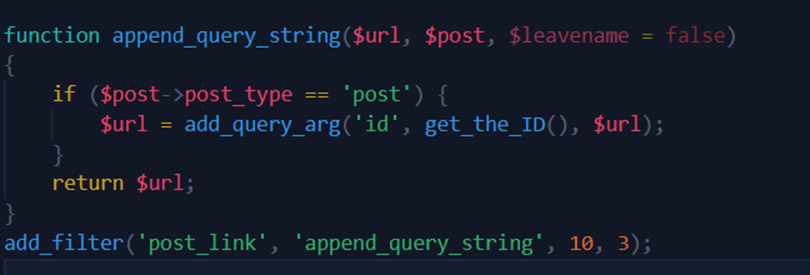 function append_query_string($url, $post, $leavename = false)
{
if ($post->post_type == 'post') {
$url = add_query_arg('id', get_the_ID(), $url);
}
return $url;
}
add_filter('post_link', 'append_query_string', 10, 3);